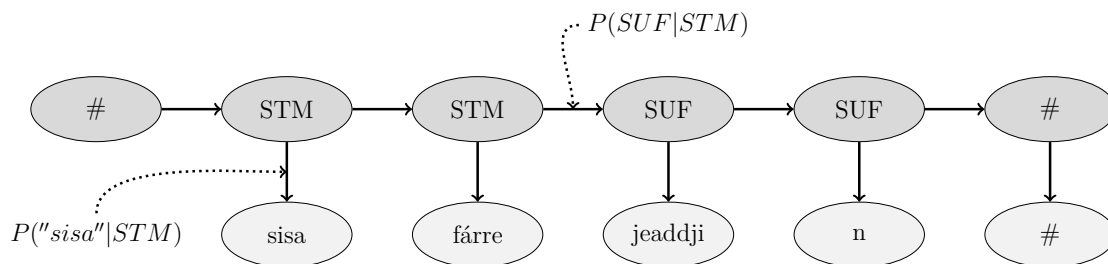 P(SUF|STM)
# STM STM SUF SUF #
P("sisa"|STM)
sisa fárre jeaddji n #